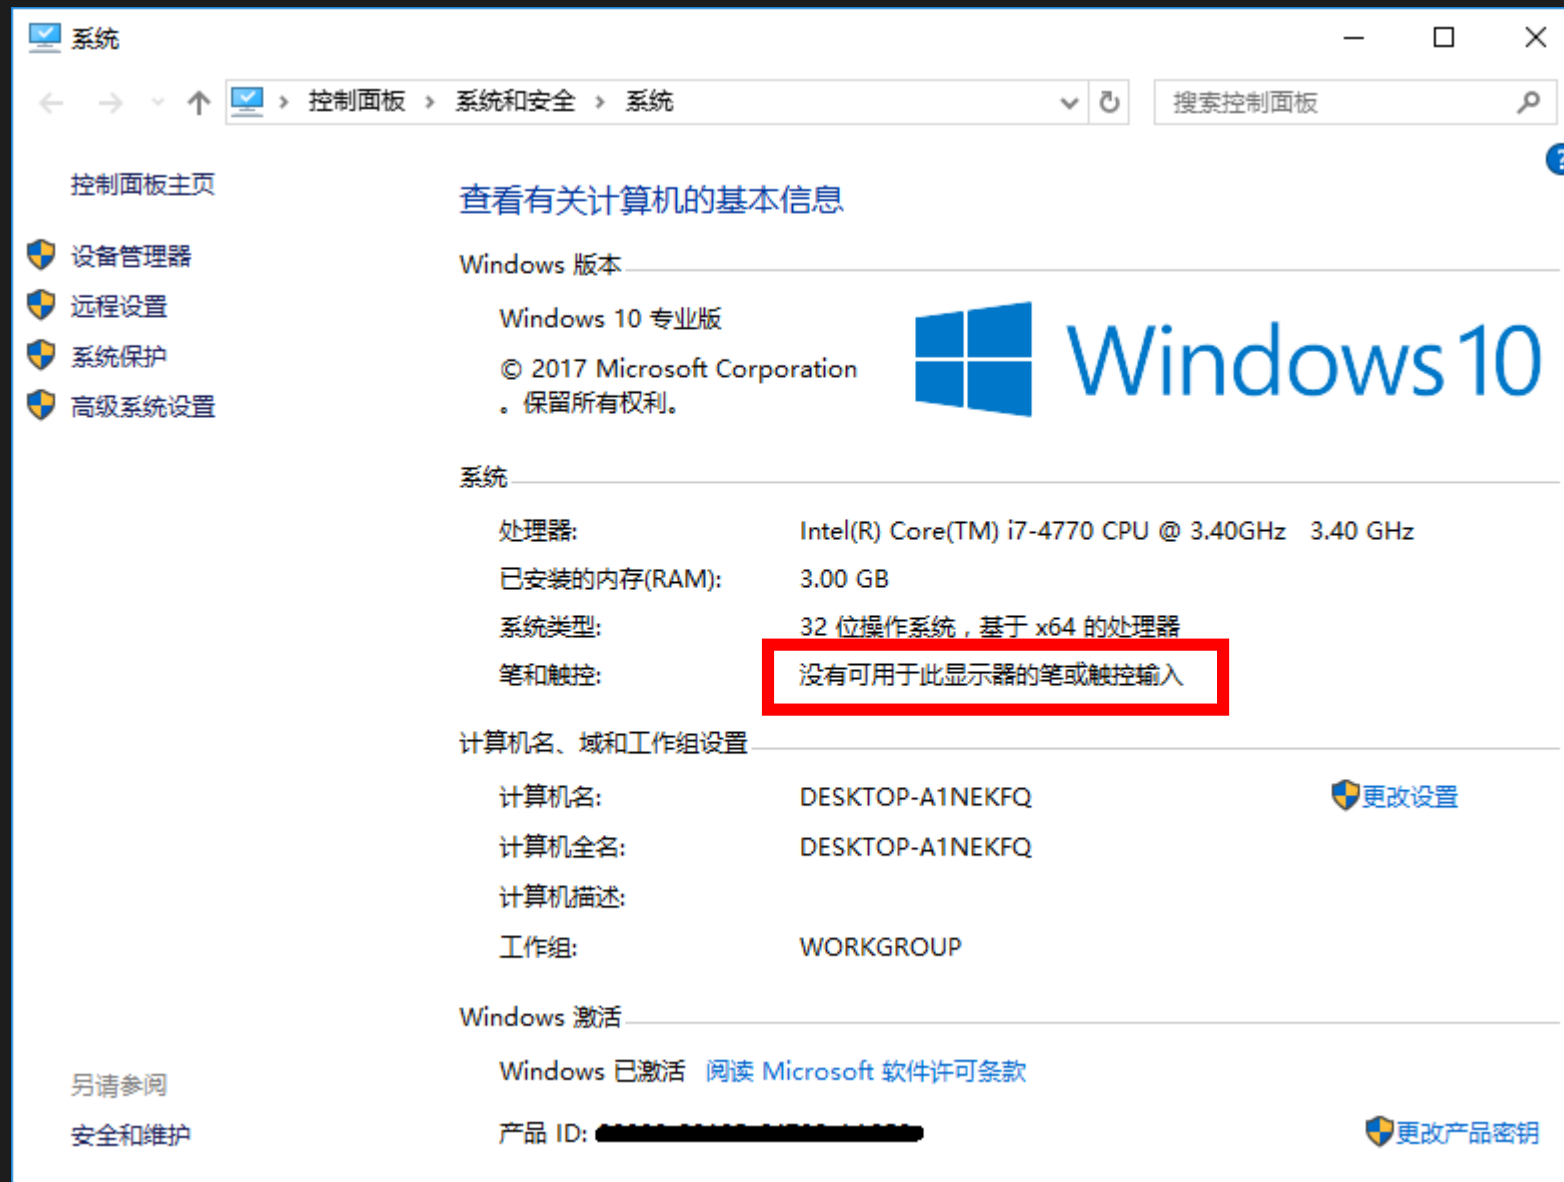 系统
控制面板 › 系统和安全 › 系统
搜索控制面板
控制面板主页
设备管理器
远程设置
系统保护
高级系统设置
查看有关计算机的基本信息
Windows 版本
Windows 10 专业版
© 2017 Microsoft Corporation
。保留所有权利。
Windows 10
系统
处理器: Intel(R) Core(TM) i7-4770 CPU @ 3.40GHz 3.40 GHz
已安装的内存(RAM): 3.00 GB
系统类型: 32 位操作系统，基于 x64 的处理器
笔和触控: 没有可用于此显示器的笔或触控输入
计算机名、域和工作组设置
计算机名: DESKTOP-A1NEKFQ 更改设置
计算机全名: DESKTOP-A1NEKFQ
计算机描述:
工作组: WORKGROUP
Windows 激活
Windows 已激活 阅读 Microsoft 软件许可条款
产品 ID: 更改产品密钥
另请参阅
安全和维护